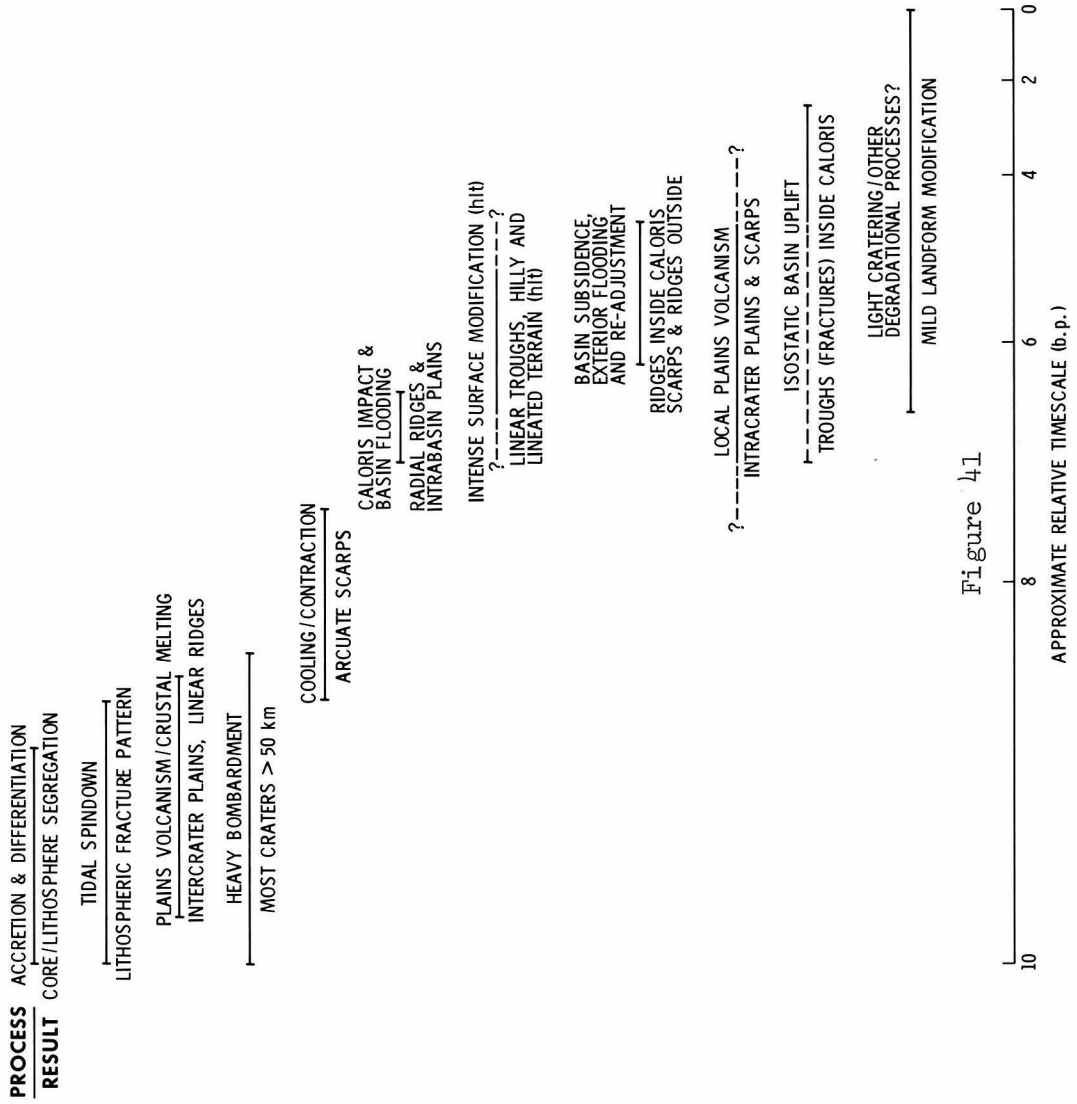 PROCESS
RESULT
ACCRETION & DIFFERENTIATION
CORE/LITHOSPHERE SEGREGATION
TIDAL SPINDOWN
LITHOSPHERIC FRACTURE PATTERN
PLAINS VOLCANISM/CRUSTAL MELTING
INTERCRATER PLAINS, LINEAR RIDGES
HEAVY BOMBARDMENT
MOST CRATERS > 50 km
COOLING/CONTRACTION
ARCUATE SCARPS
CALORIS IMPACT &
BASIN FLOODING
RADIAL RIDGES &
INTRABASIN PLAINS
INTENSE SURFACE MODIFICATION (hlt)
? ?
LINEAR TROUGHS, HILLY AND
LINEATED TERRAIN (hlt)
BASIN SUBSIDENCE,
EXTERIOR FLOODING,
AND RE-ADJUSTMENT
RIDGES INSIDE CALORIS
SCARPS & RIDGES OUTSIDE
LOCAL PLAINS VOLCANISM
? ?
INTRACRATER PLAINS & SCARPS
ISOSTATIC BASIN UPLIFT
TROUGHS (FRACTURES) INSIDE CALORIS
LIGHT CRATERING/OTHER
DEGRADATIONAL PROCESSES?
MILD LANDFORM MODIFICATION
Figure 41
10 8 6 4 2 0
APPROXIMATE RELATIVE TIMESCALE (b.p.)